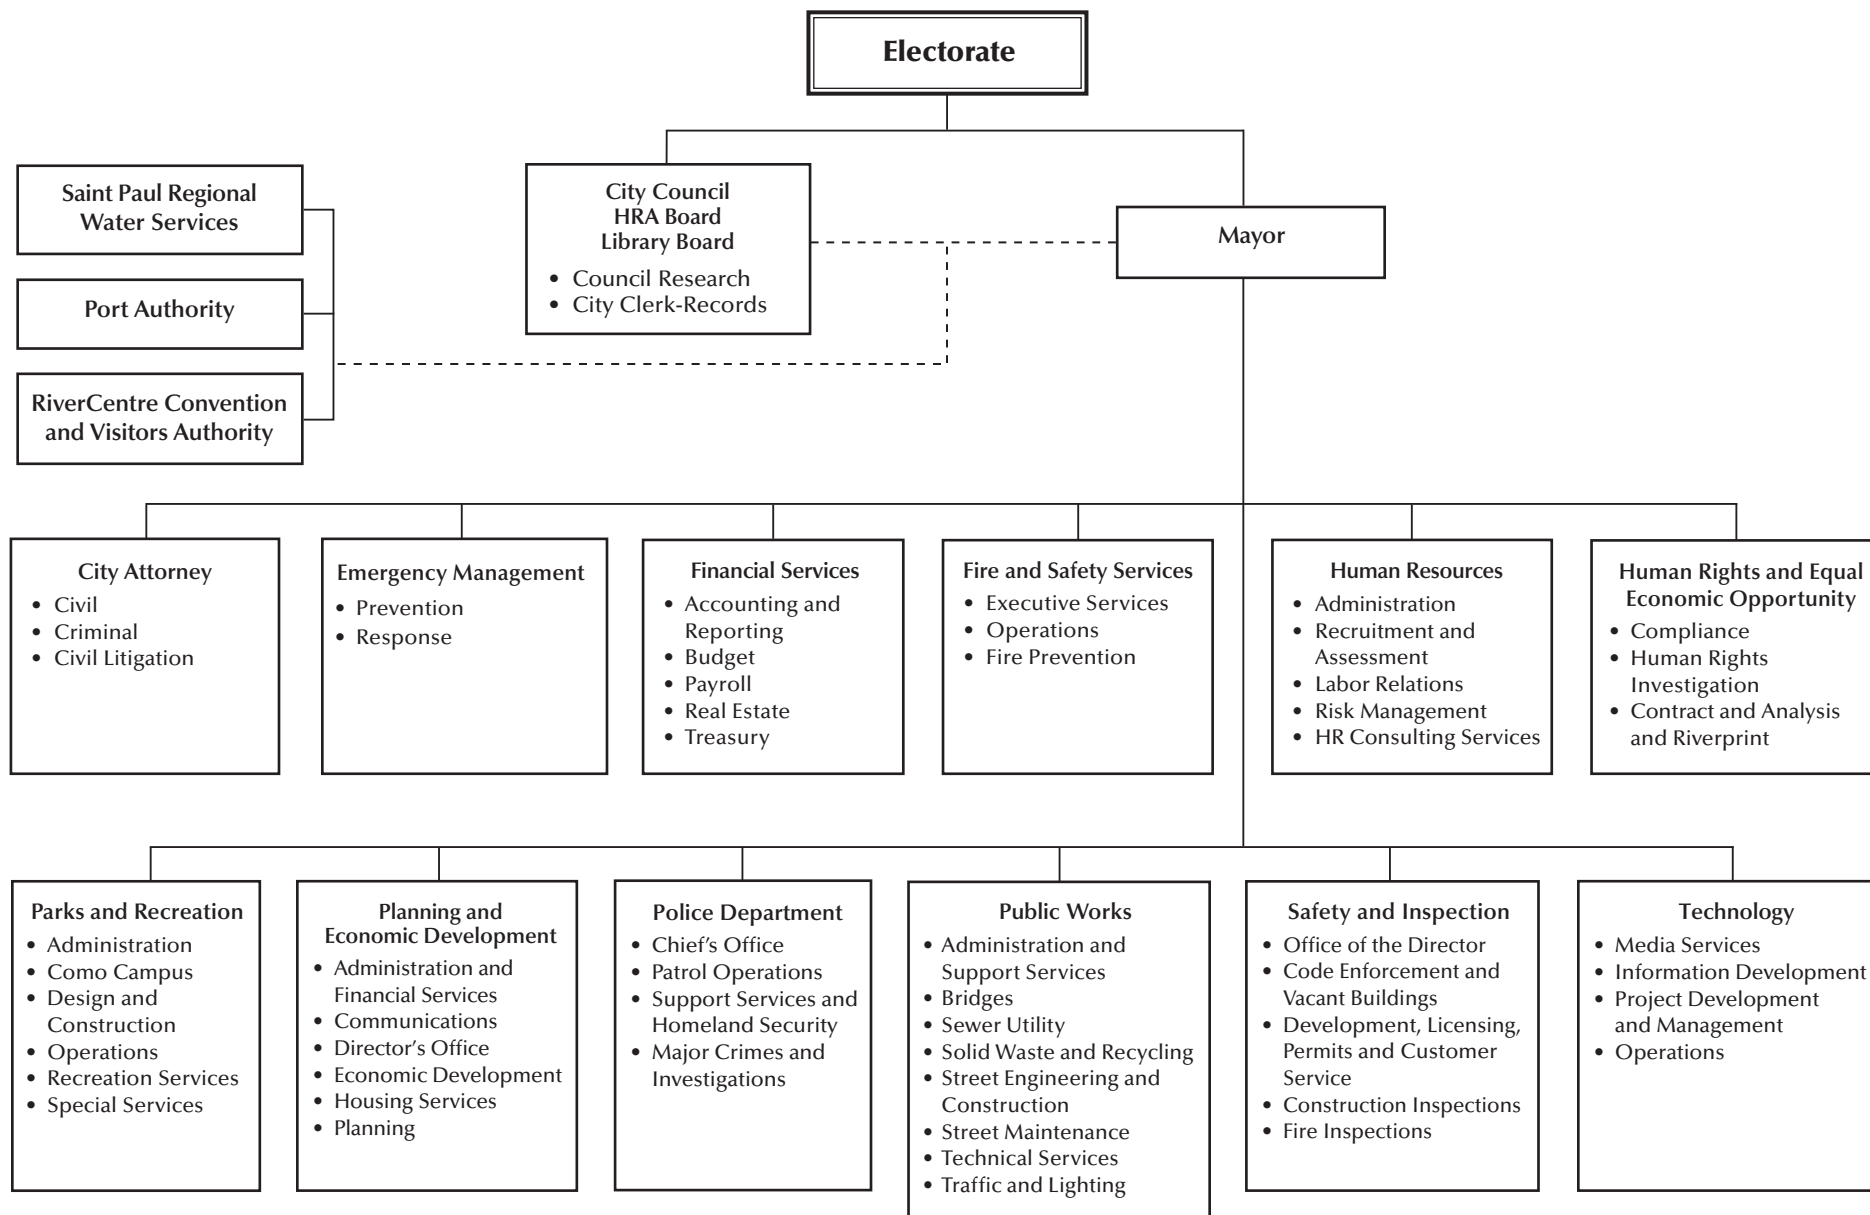 Electorate
Saint Paul Regional
Water Services
Port Authority
RiverCentre Convention
and Visitors Authority
City Council
HRA Board
Library Board
• Council Research
• City Clerk-Records
Mayor
City Attorney
• Civil
• Criminal
• Civil Litigation
Emergency Management
• Prevention
• Response
Financial Services
• Accounting and
Reporting
• Budget
• Payroll
• Real Estate
• Treasury
Fire and Safety Services
• Executive Services
• Operations
• Fire Prevention
Human Resources
• Administration
• Recruitment and
Assessment
• Labor Relations
• Risk Management
• HR Consulting Services
Human Rights and Equal
Economic Opportunity
• Compliance
• Human Rights
Investigation
• Contract and Analysis
and Riverprint
Parks and Recreation
• Administration
• Como Campus
• Design and
Construction
• Operations
• Recreation Services
• Special Services
Planning and
Economic Development
• Administration and
Financial Services
• Communications
• Director’s Office
• Economic Development
• Housing Services
• Planning
Police Department
• Chief’s Office
• Patrol Operations
• Support Services and
Homeland Security
• Major Crimes and
Investigations
Public Works
• Administration and
Support Services
• Bridges
• Sewer Utility
• Solid Waste and Recycling
• Street Engineering and
Construction
• Street Maintenance
• Technical Services
• Traffic and Lighting
Safety and Inspection
• Office of the Director
• Code Enforcement and
Vacant Buildings
• Development, Licensing,
Permits and Customer
Service
• Construction Inspections
• Fire Inspections
Technology
• Media Services
• Information Development
• Project Development
and Management
• Operations